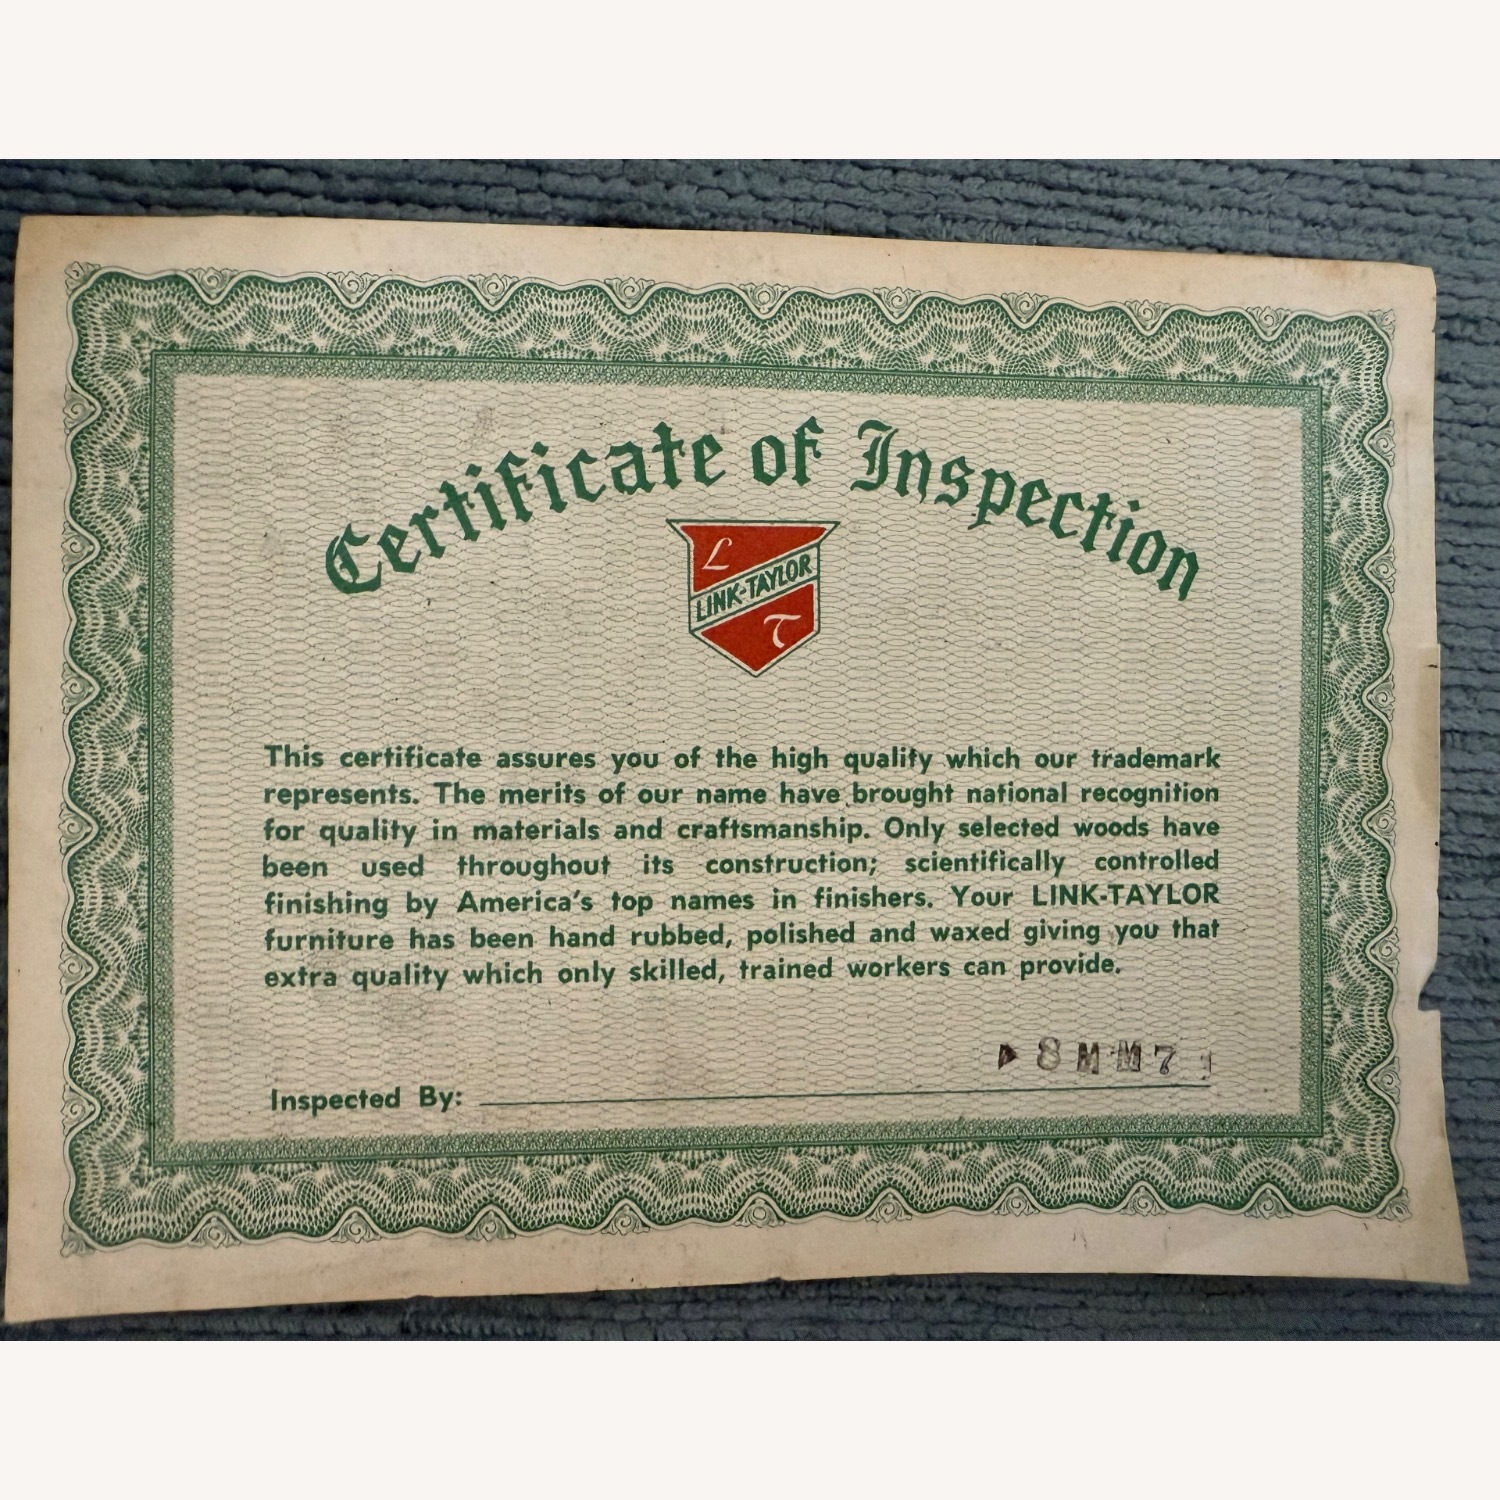 Certificate of Inspection
L
LINK-TAYLOR
T
This certificate assures you of the high quality which our trademark
represents. The merits of our name have brought national recognition
for quality in materials and craftsmanship. Only selected woods have
been used throughout its construction; scientifically controlled
finishing by America's top names in finishers. Your LINK-TAYLOR
furniture has been hand rubbed, polished and waxed giving you that
extra quality which only skilled, trained workers can provide.
8 M M 7
Inspected By: